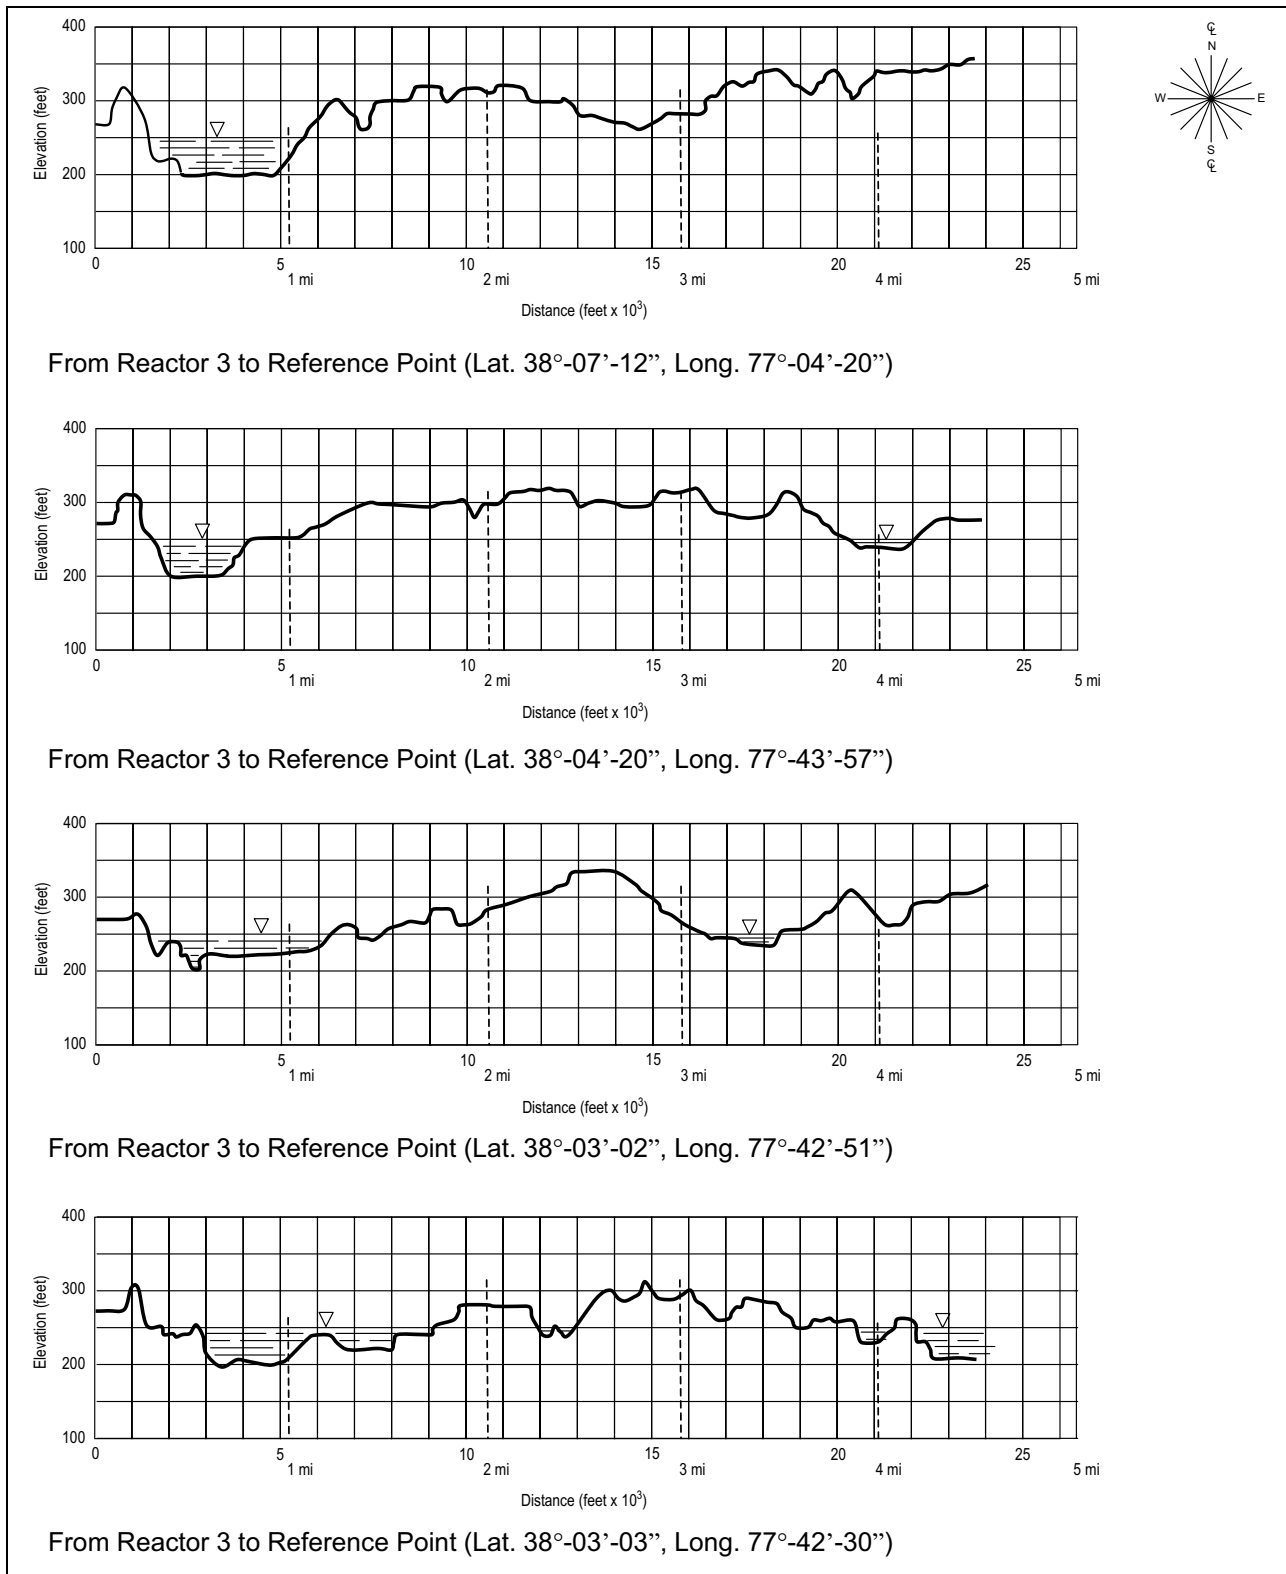 400
300
200
100
Elevation (feet)
0 5 10 15 20 25
1 mi 2 mi 3 mi 4 mi 5 mi
Distance (feet x 10³)
℄
N
W E
S
℄
From Reactor 3 to Reference Point (Lat. 38°-07’-12”, Long. 77°-04’-20”)
400
300
200
100
Elevation (feet)
0 5 10 15 20 25
1 mi 2 mi 3 mi 4 mi 5 mi
Distance (feet x 10³)
From Reactor 3 to Reference Point (Lat. 38°-04’-20”, Long. 77°-43’-57”)
400
300
200
100
Elevation (feet)
0 5 10 15 20 25
1 mi 2 mi 3 mi 4 mi 5 mi
Distance (feet x 10³)
From Reactor 3 to Reference Point (Lat. 38°-03’-02”, Long. 77°-42’-51”)
400
300
200
100
Elevation (feet)
0 5 10 15 20 25
1 mi 2 mi 3 mi 4 mi 5 mi
Distance (feet x 10³)
From Reactor 3 to Reference Point (Lat. 38°-03’-03”, Long. 77°-42’-30”)